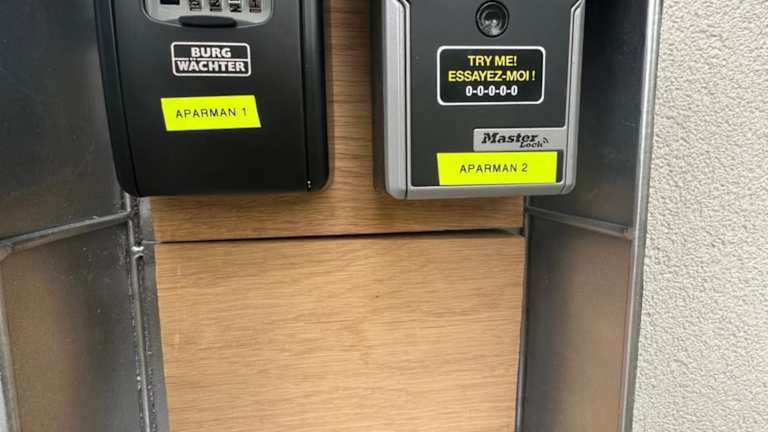 BURG
WÄCHTER
APARMAN 1
TRY ME!
ESSAYEZ-MOI !
0-0-0-0-0
Master
Lock
APARMAN 2